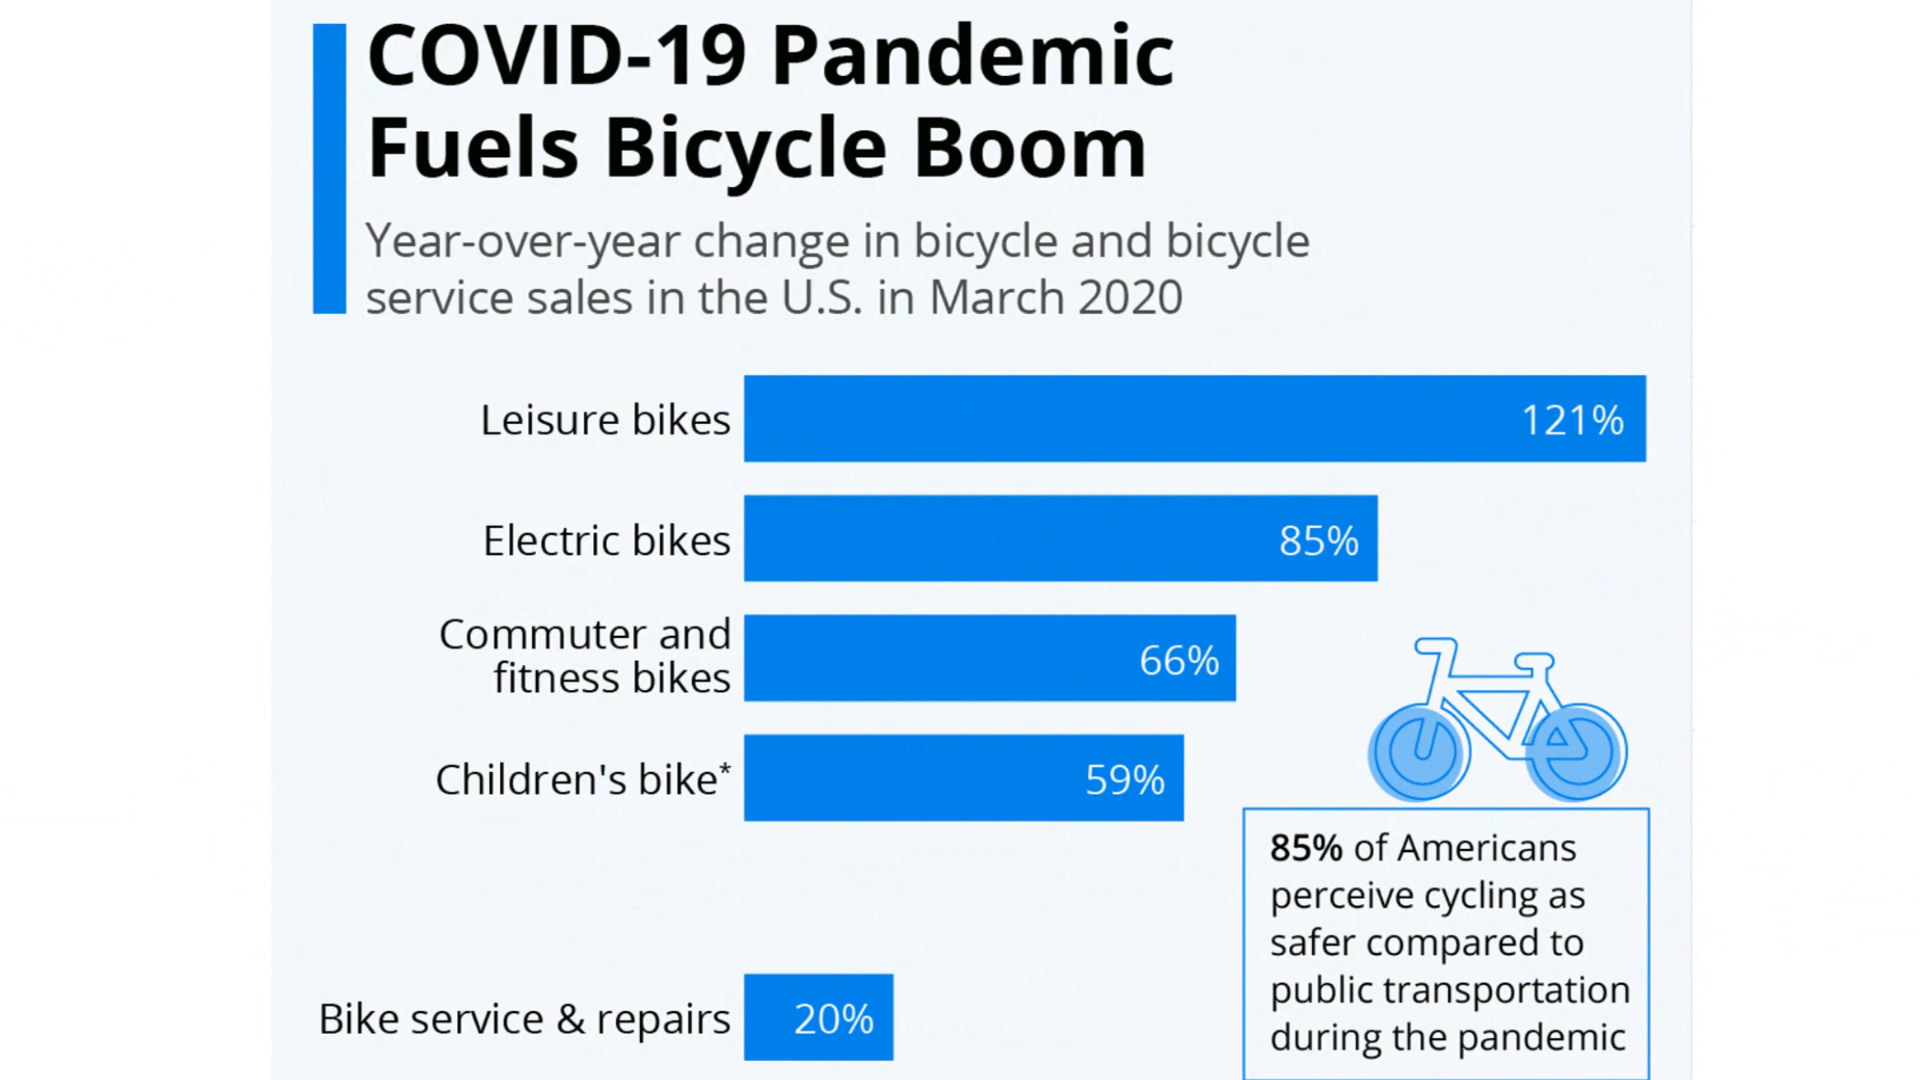 COVID-19 Pandemic
Fuels Bicycle Boom
Year-over-year change in bicycle and bicycle
service sales in the U.S. in March 2020
Leisure bikes 121%
Electric bikes 85%
Commuter and
fitness bikes 66%
Children's bike* 59%
Bike service & repairs 20%
85% of Americans
perceive cycling as
safer compared to
public transportation
during the pandemic